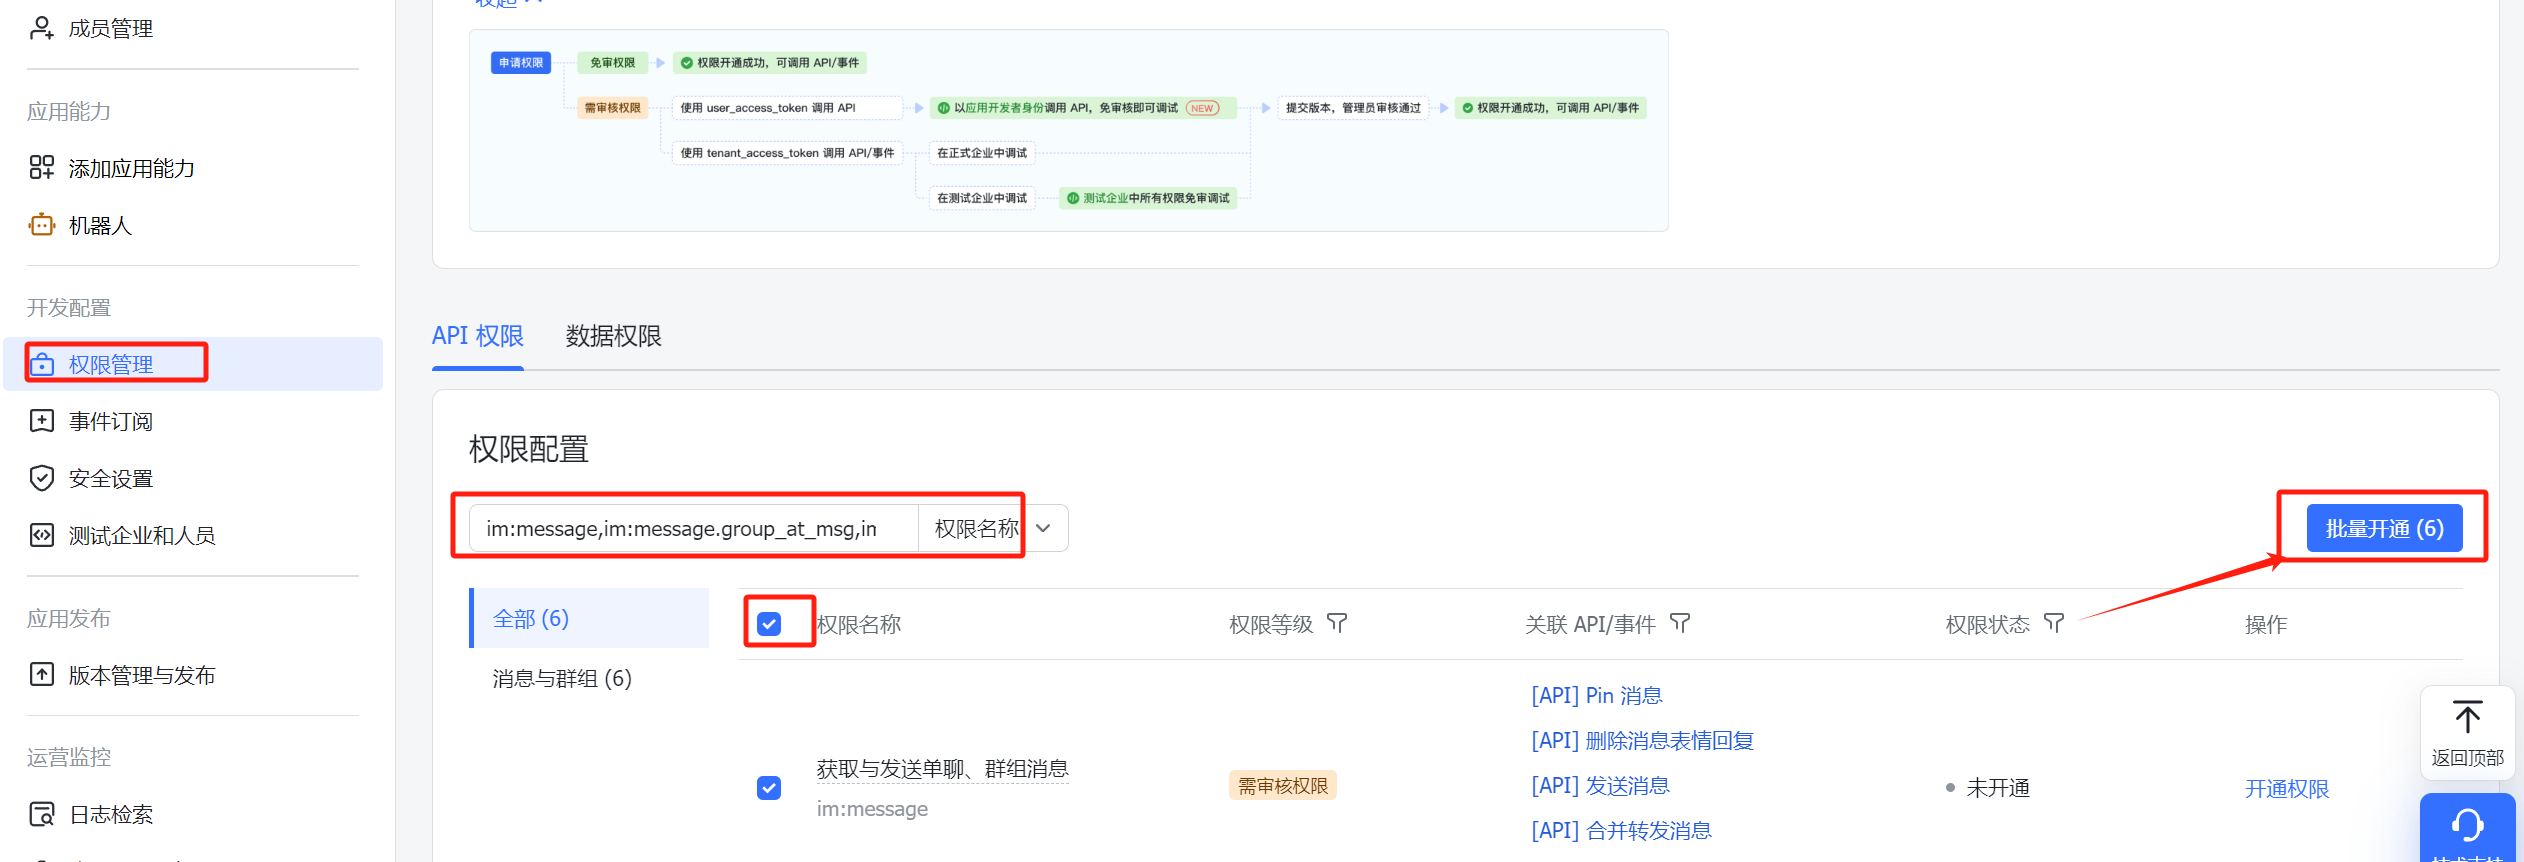 成员管理
应用能力
添加应用能力
机器人
开发配置
权限管理
事件订阅
安全设置
测试企业和人员
应用发布
版本管理与发布
运营监控
日志检索
收起
申请权限
免审权限
权限开通成功，可调用 API/事件
需审核权限
使用 user_access_token 调用 API
以应用开发者身份调用 API，免审核即可调试 NEW
提交版本，管理员审核通过
权限开通成功，可调用 API/事件
使用 tenant_access_token 调用 API/事件
在正式企业中调试
在测试企业中调试
测试企业中所有权限免审调试
API 权限
数据权限
权限配置
im:message,im:message.group_at_msg,in
权限名称
批量开通 (6)
全部 (6)
消息与群组 (6)
权限名称
权限等级
关联 API/事件
权限状态
操作
获取与发送单聊、群组消息
im:message
需审核权限
[API] Pin 消息
[API] 删除消息表情回复
[API] 发送消息
[API] 合并转发消息
未开通
开通权限
返回顶部